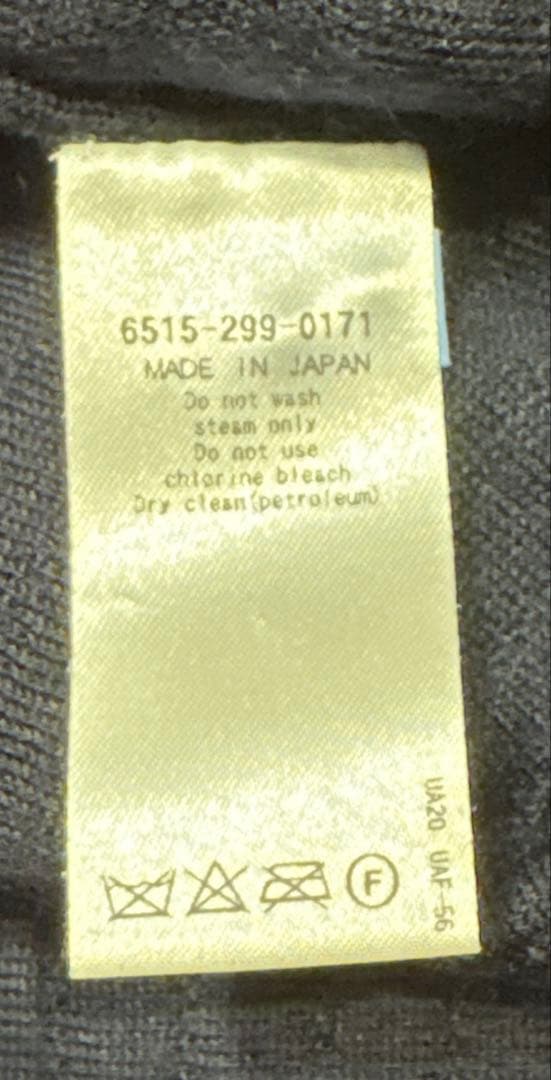 6515-299-0171
MADE IN JAPAN
Do not wash
steam only
Do not use
chlorine bleach
Dry clean(petroleum)
F
UA20 UAF-56